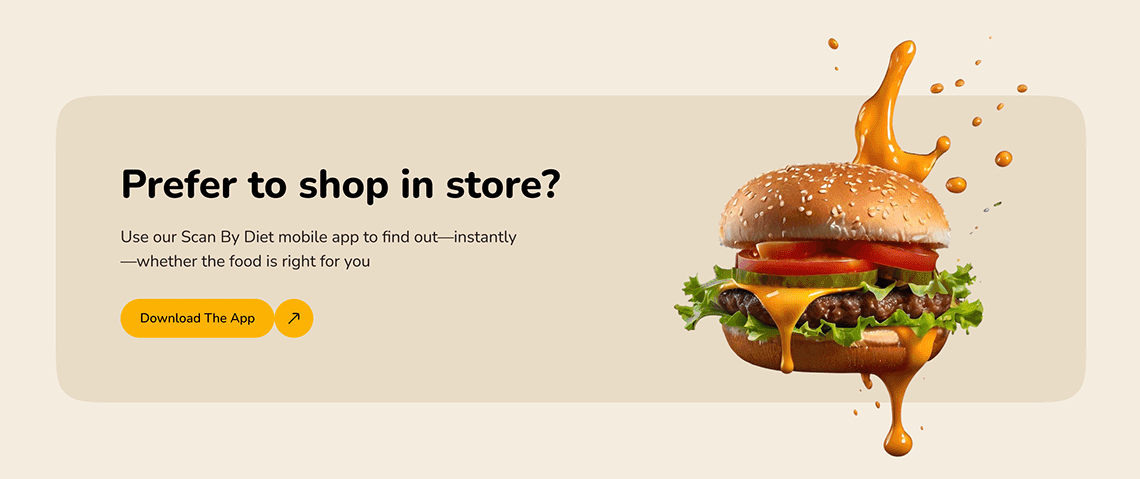 Prefer to shop in store?
Use our Scan By Diet mobile app to find out—instantly
—whether the food is right for you
Download The App